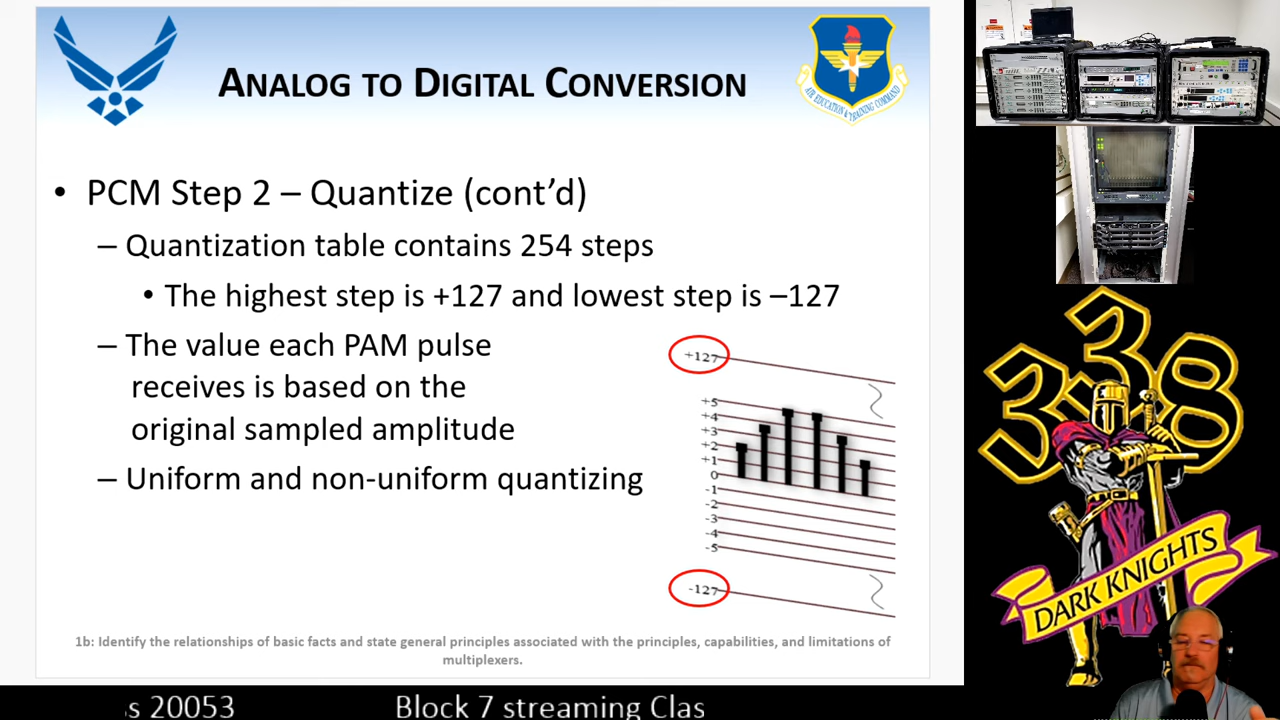 ANALOG TO DIGITAL CONVERSION
AIR EDUCATION & TRAINING COMMAND
• PCM Step 2 – Quantize (cont’d)
– Quantization table contains 254 steps
• The highest step is +127 and lowest step is –127
– The value each PAM pulse
receives is based on the
original sampled amplitude
– Uniform and non-uniform quantizing
+127
+5
+4
+3
+2
+1
0
-1
-2
-3
-4
-5
-127
1b: Identify the relationships of basic facts and state general principles associated with the principles, capabilities, and limitations of
multiplexers.
338
DARK KNIGHTS
s 20053 Block 7 streaming Clas